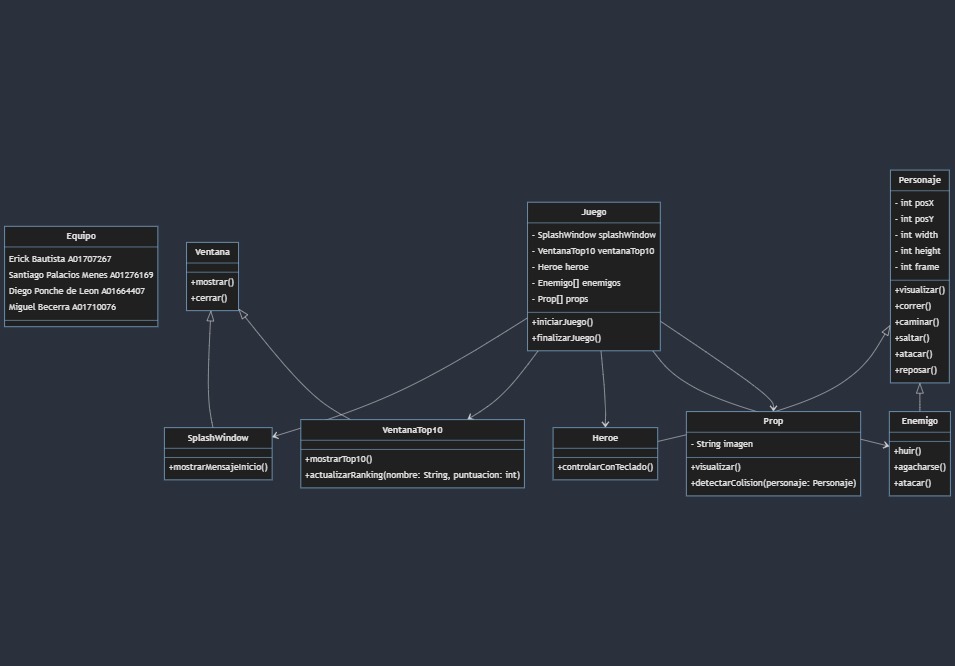 Equipo
Erick Bautista A01707267
Santiago Palacios Menes A01276169
Diego Ponche de Leon A01664407
Miguel Becerra A01710076
Ventana
+mostrar()
+cerrar()
Juego
- SplashWindow splashWindow
- VentanaTop10 ventanaTop10
- Heroe heroe
- Enemigo[] enemigos
- Prop[] props
+iniciarJuego()
+finalizarJuego()
Personaje
- int posX
- int posY
- int width
- int height
- int frame
+visualizar()
+correr()
+caminar()
+saltar()
+atacar()
+reposar()
SplashWindow
+mostrarMensajeInicio()
VentanaTop10
+mostrarTop10()
+actualizarRanking(nombre: String, puntuacion: int)
Heroe
+controlarConTeclado()
Prop
- String imagen
+visualizar()
+detectarColision(personaje: Personaje)
Enemigo
+huir()
+agacharse()
+atacar()